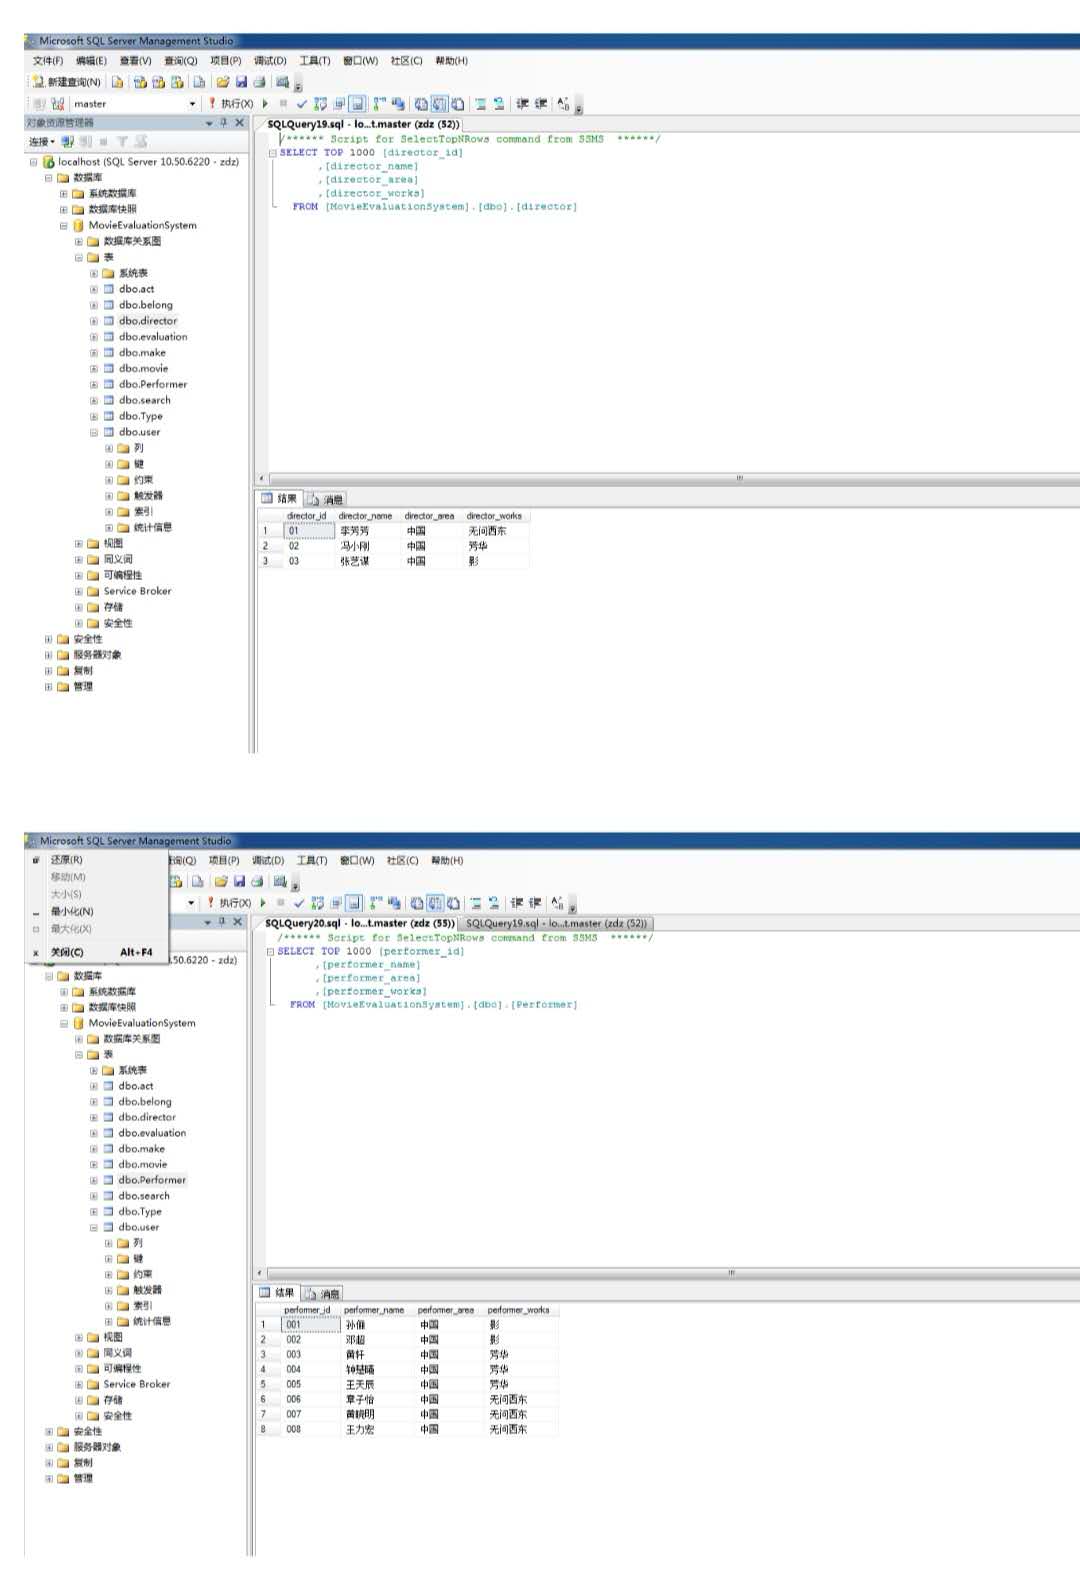 Microsoft SQL Server Management Studio
文件(F) 编辑(E) 查看(V) 查询(Q) 项目(P) 调试(D) 工具(T) 窗口(W) 社区(C) 帮助(H)
新建查询(N)
master 执行(X)
对象资源管理器
SQLQuery19.sql - lo...t.master (zdz (52))
连接
/****** Script for SelectTopNRows command from SSMS ******/
SELECT TOP 1000 [director_id]
,[director_name]
,[director_area]
,[director_works]
FROM [MovieEvaluationSystem].[dbo].[director]
localhost (SQL Server 10.50.6220 - zdz)
数据库
系统数据库
数据库快照
MovieEvaluationSystem
数据库关系图
表
系统表
dbo.act
dbo.belong
dbo.director
dbo.evaluation
dbo.make
dbo.movie
dbo.Performer
dbo.search
dbo.Type
dbo.user
列
键
约束
触发器
索引
统计信息
视图
同义词
可编程性
Service Broker
存储
安全性
安全性
服务器对象
复制
管理
结果 消息
director_id director_name director_area director_works
1 01 李芳芳 中国 无问西东
2 02 冯小刚 中国 芳华
3 03 张艺谋 中国 影
Microsoft SQL Server Management Studio
还原(R)
移动(M)
大小(S)
最小化(N)
最大化(X)
关闭(C) Alt+F4
询(Q) 项目(P) 调试(D) 工具(T) 窗口(W) 社区(C) 帮助(H)
执行(X)
SQLQuery20.sql - lo...t.master (zdz (55)) SQLQuery19.sql - lo...t.master (zdz (52))
/****** Script for SelectTopNRows command from SSMS ******/
SELECT TOP 1000 [performer_id]
,[performer_name]
,[performer_area]
,[performer_works]
FROM [MovieEvaluationSystem].[dbo].[Performer]
.50.6220 - zdz)
数据库
系统数据库
数据库快照
MovieEvaluationSystem
数据库关系图
表
系统表
dbo.act
dbo.belong
dbo.director
dbo.evaluation
dbo.make
dbo.movie
dbo.Performer
dbo.search
dbo.Type
dbo.user
列
键
约束
触发器
索引
统计信息
视图
同义词
可编程性
Service Broker
存储
安全性
安全性
服务器对象
复制
管理
结果 消息
performer_id performer_name performer_area performer_works
1 001 孙俪 中国 影
2 002 邓超 中国 影
3 003 黄轩 中国 芳华
4 004 钟楚曦 中国 芳华
5 005 王天辰 中国 芳华
6 006 章子怡 中国 无问西东
7 007 黄晓明 中国 无问西东
8 008 王力宏 中国 无问西东